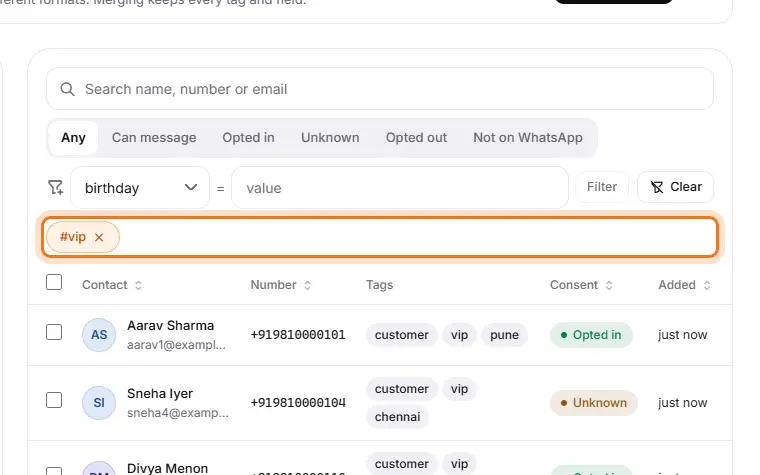 erent formats. Merging keeps every tag and field.
Search name, number or email
Any Can message Opted in Unknown Opted out Not on WhatsApp
birthday = value Filter Clear
#vip ×
Contact Number Tags Consent Added
AS Aarav Sharma +919810000101 customer vip pune Opted in just now
aarav1@exampl...
SI Sneha Iyer +919810000104 customer vip Unknown just now
sneha4@examp... chennai
Divya Menon customer vip